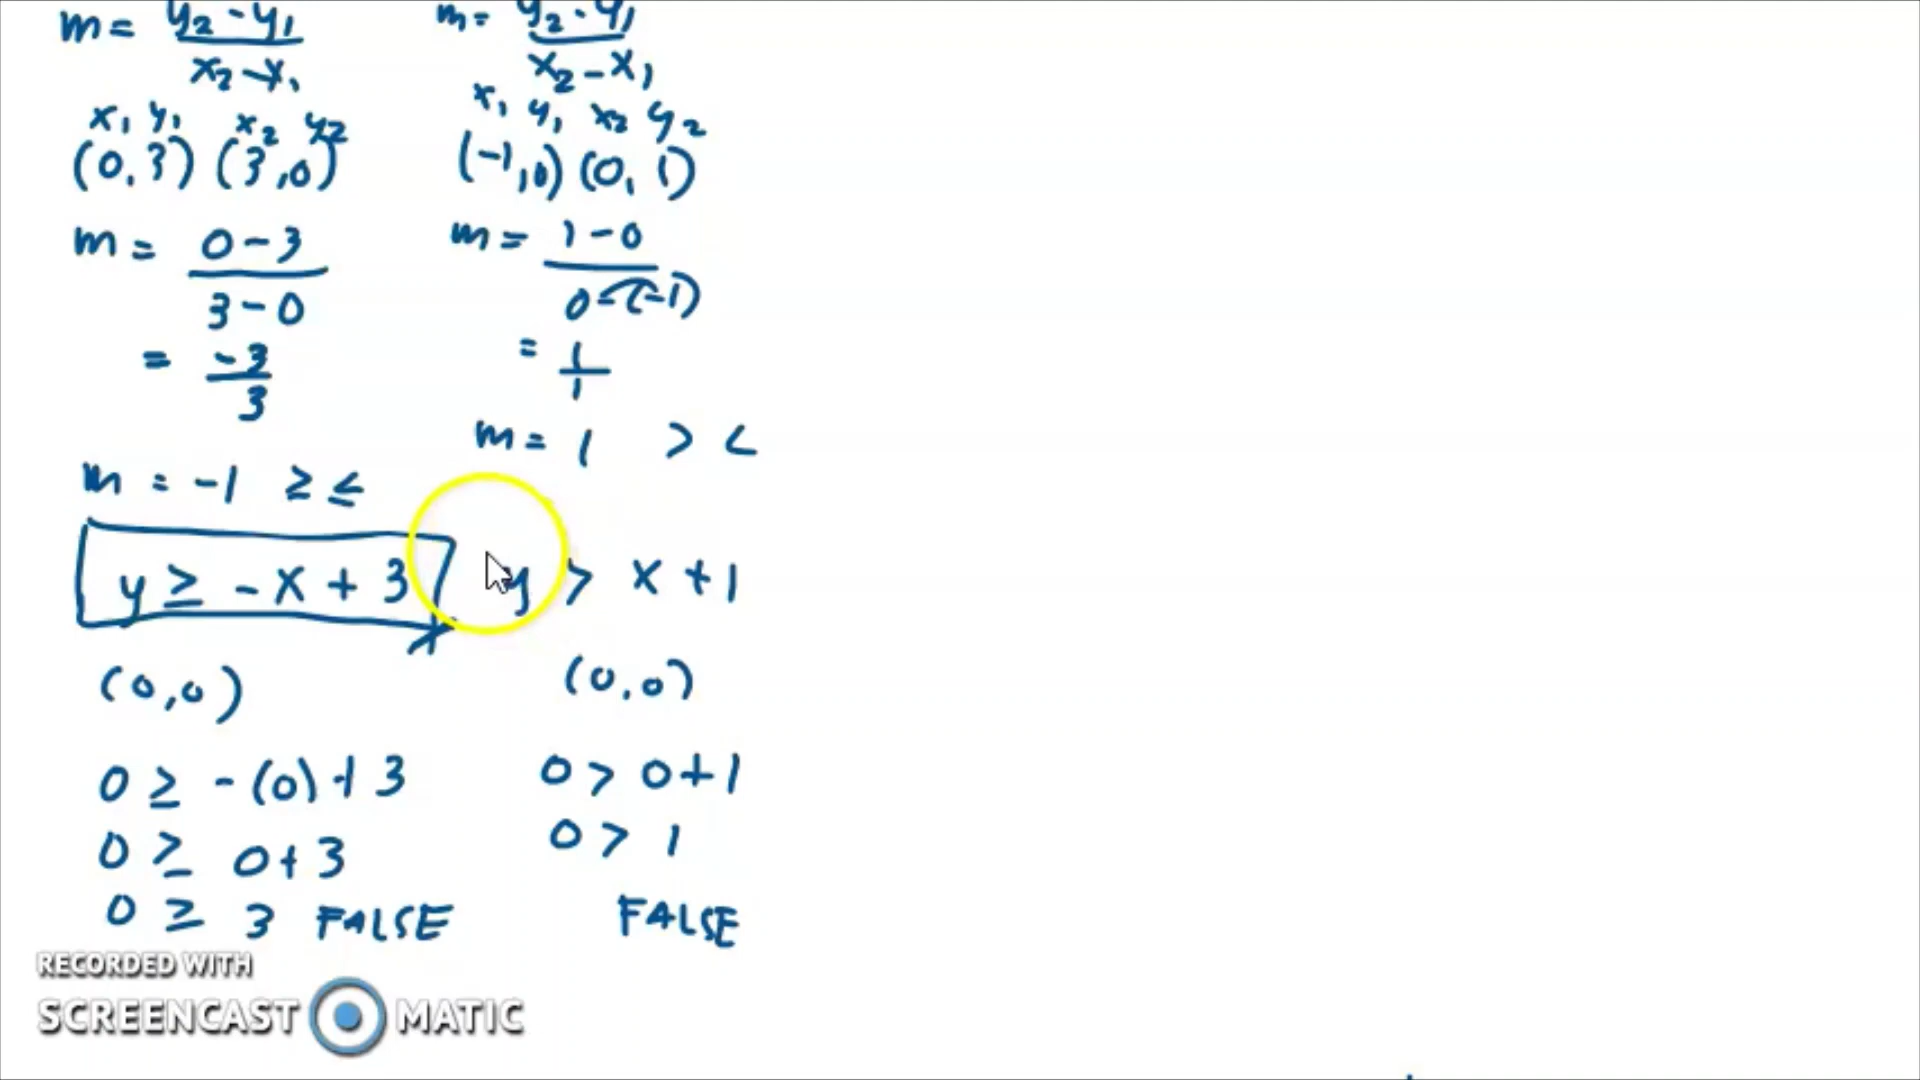 m = y₂ - y₁ / x₂ - x₁
x₁ y₁ x₂ y₂
(0, 3) (3, 0)
m = 0 - 3 / 3 - 0
= -3 / 3
m = -1 ≥ ≤
y ≥ -x + 3
(0,0)
0 ≥ -(0) + 3
0 ≥ 0 + 3
0 ≥ 3 FALSE
m = y₂ - y₁ / x₂ - x₁
x₁ y₁ x₂ y₂
(-1, 0) (0, 1)
m = 1 - 0 / 0 - (-1)
= 1 / 1
m = 1 > <
y > x + 1
(0,0)
0 > 0 + 1
0 > 1
FALSE
RECORDED WITH
SCREENCAST MATIC